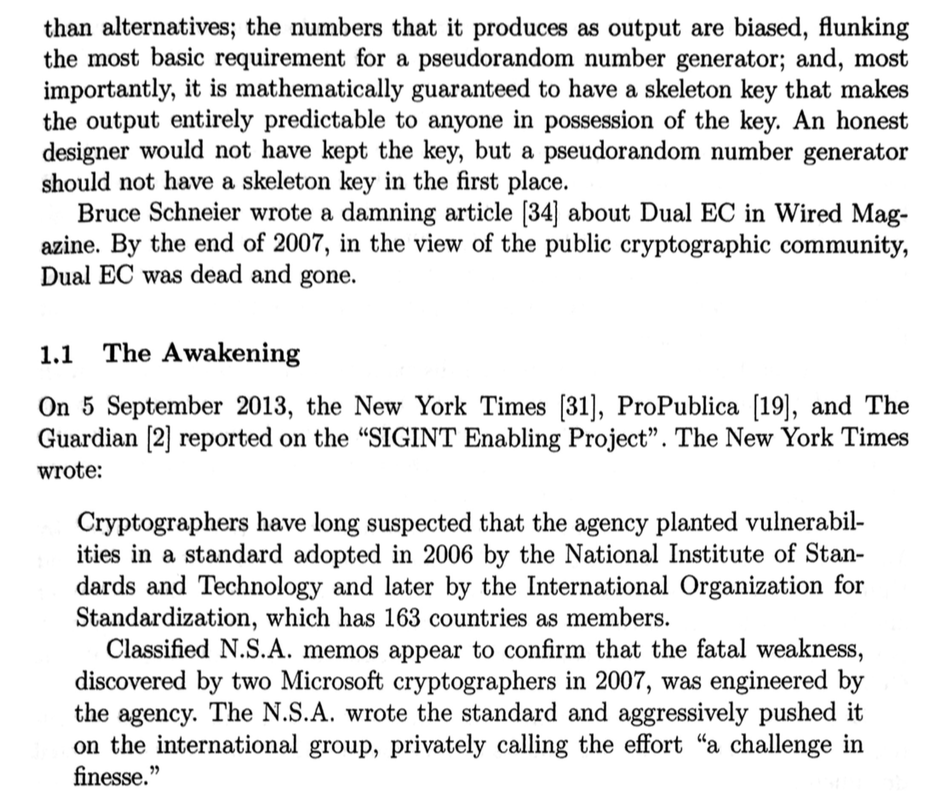 than alternatives; the numbers that it produces as output are biased, flunking
the most basic requirement for a pseudorandom number generator; and, most
importantly, it is mathematically guaranteed to have a skeleton key that makes
the output entirely predictable to anyone in possession of the key. An honest
designer would not have kept the key, but a pseudorandom number generator
should not have a skeleton key in the first place.
Bruce Schneier wrote a damning article [34] about Dual EC in Wired Mag-
azine. By the end of 2007, in the view of the public cryptographic community,
Dual EC was dead and gone.
1.1 The Awakening
On 5 September 2013, the New York Times [31], ProPublica [19], and The
Guardian [2] reported on the “SIGINT Enabling Project”. The New York Times
wrote:
Cryptographers have long suspected that the agency planted vulnerabil-
ities in a standard adopted in 2006 by the National Institute of Stan-
dards and Technology and later by the International Organization for
Standardization, which has 163 countries as members.
Classified N.S.A. memos appear to confirm that the fatal weakness,
discovered by two Microsoft cryptographers in 2007, was engineered by
the agency. The N.S.A. wrote the standard and aggressively pushed it
on the international group, privately calling the effort “a challenge in
finesse.”